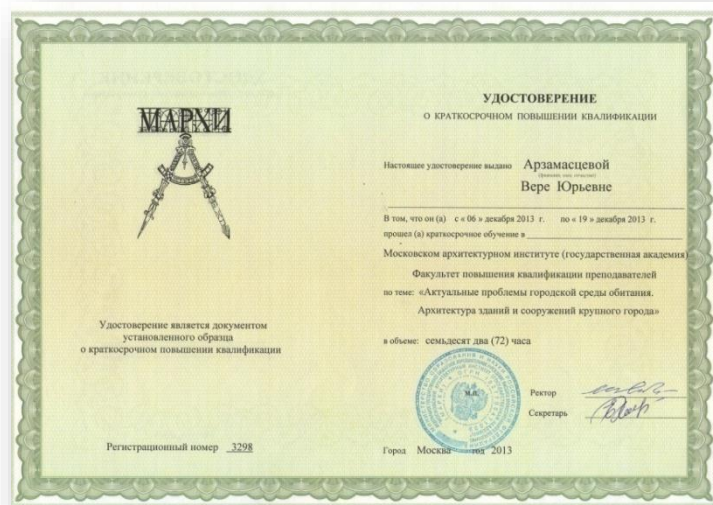 МАРХИ
Удостоверение является документом
установленного образца
о краткосрочном повышении квалификации
Регистрационный номер 3298
УДОСТОВЕРЕНИЕ
О КРАТКОСРОЧНОМ ПОВЫШЕНИИ КВАЛИФИКАЦИИ
Настоящее удостоверение выдано Арзамасцевой
(фамилия, имя, отчество)
Вере Юрьевне
В том, что он (а) с « 06 » декабря 2013 г. по « 19 » декабря 2013 г.
прошел (а) краткосрочное обучение в
Московском архитектурном институте (государственная академия)
Факультет повышения квалификации преподавателей
по теме: «Актуальные проблемы городской среды обитания.
Архитектура зданий и сооружений крупного города»
в объеме: семьдесят два (72) часа
М.П.
Ректор
Секретарь
Город Москва год 2013